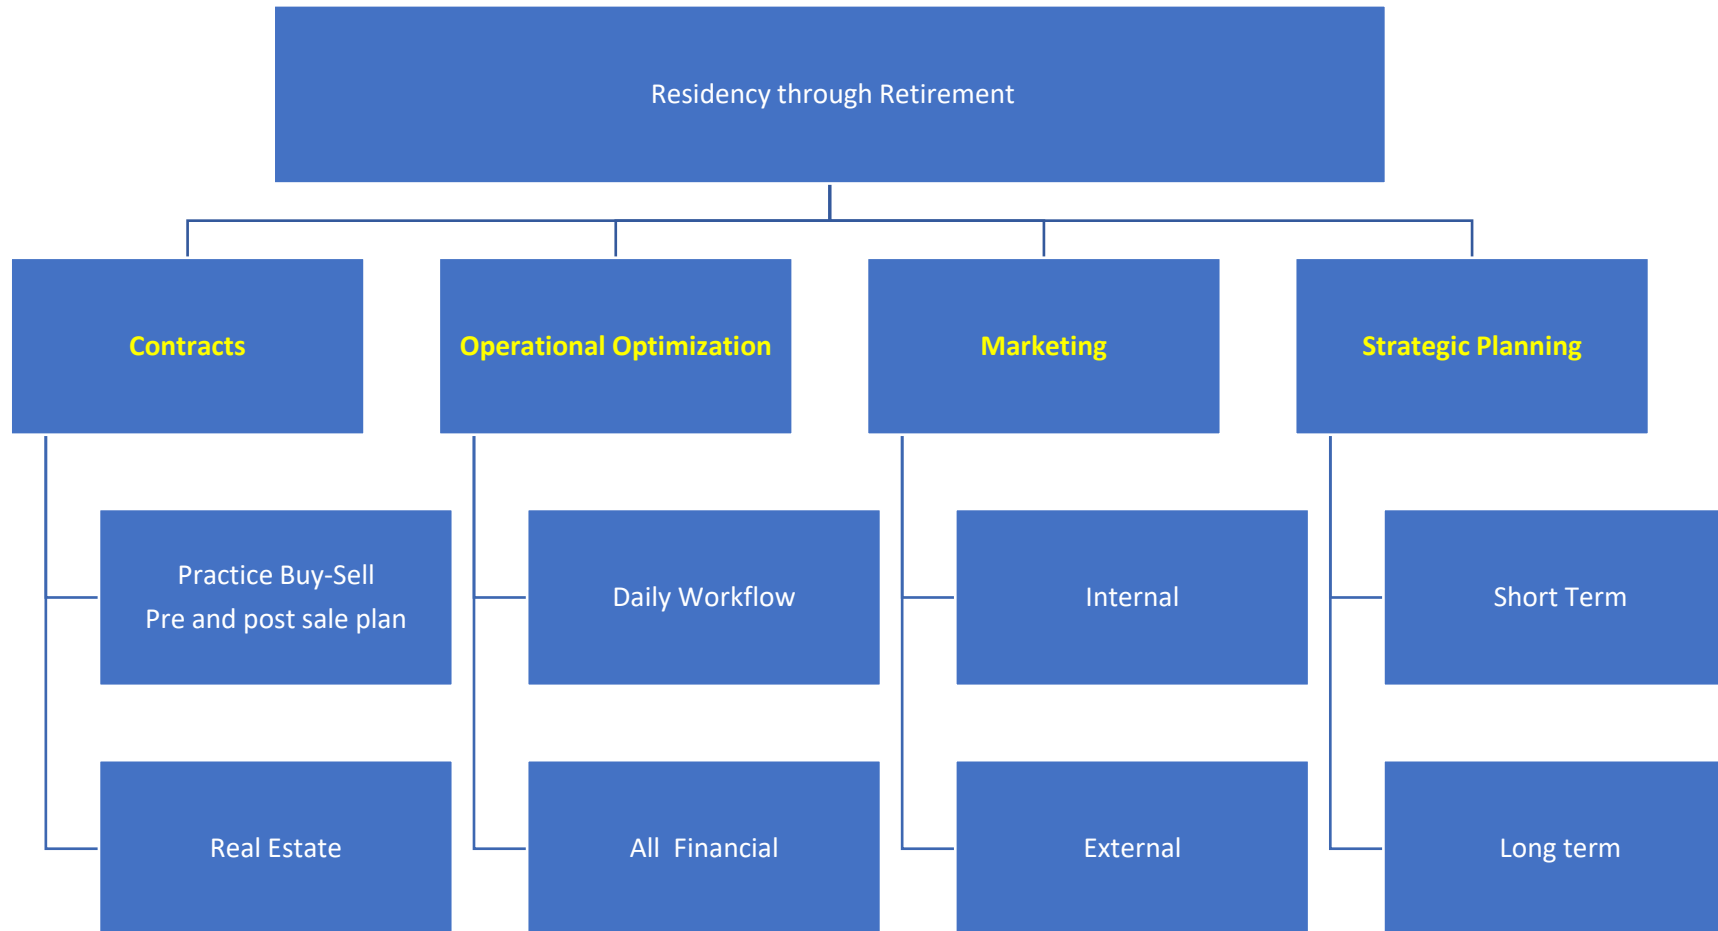 Residency through Retirement
Contracts
Operational Optimization
Marketing
Strategic Planning
Practice Buy-Sell
Pre and post sale plan
Daily Workflow
Internal
Short Term
Real Estate
All  Financial
External
Long term